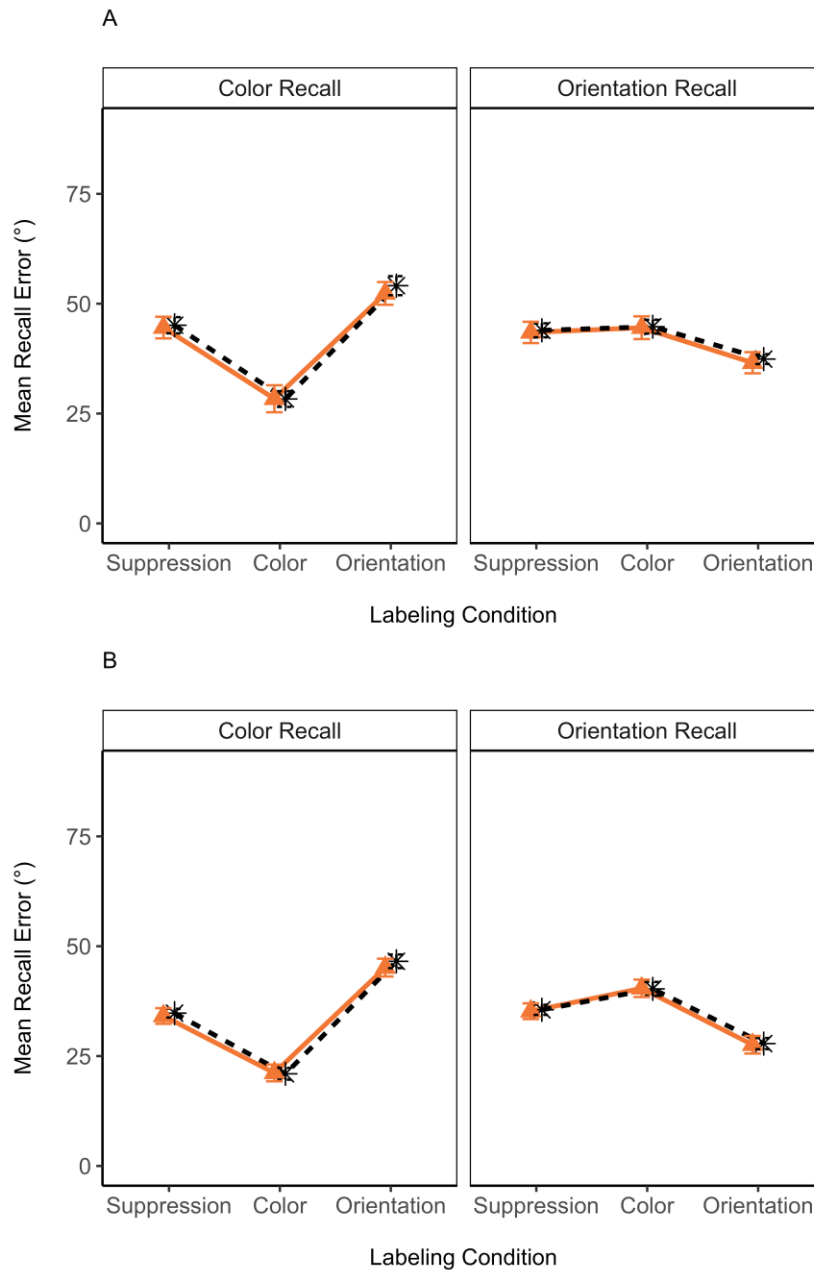 A
Color Recall Orientation Recall
Mean Recall Error (°)
75
50
25
0
Suppression Color Orientation Suppression Color Orientation
Labeling Condition
B
Color Recall Orientation Recall
Mean Recall Error (°)
75
50
25
0
Suppression Color Orientation Suppression Color Orientation
Labeling Condition